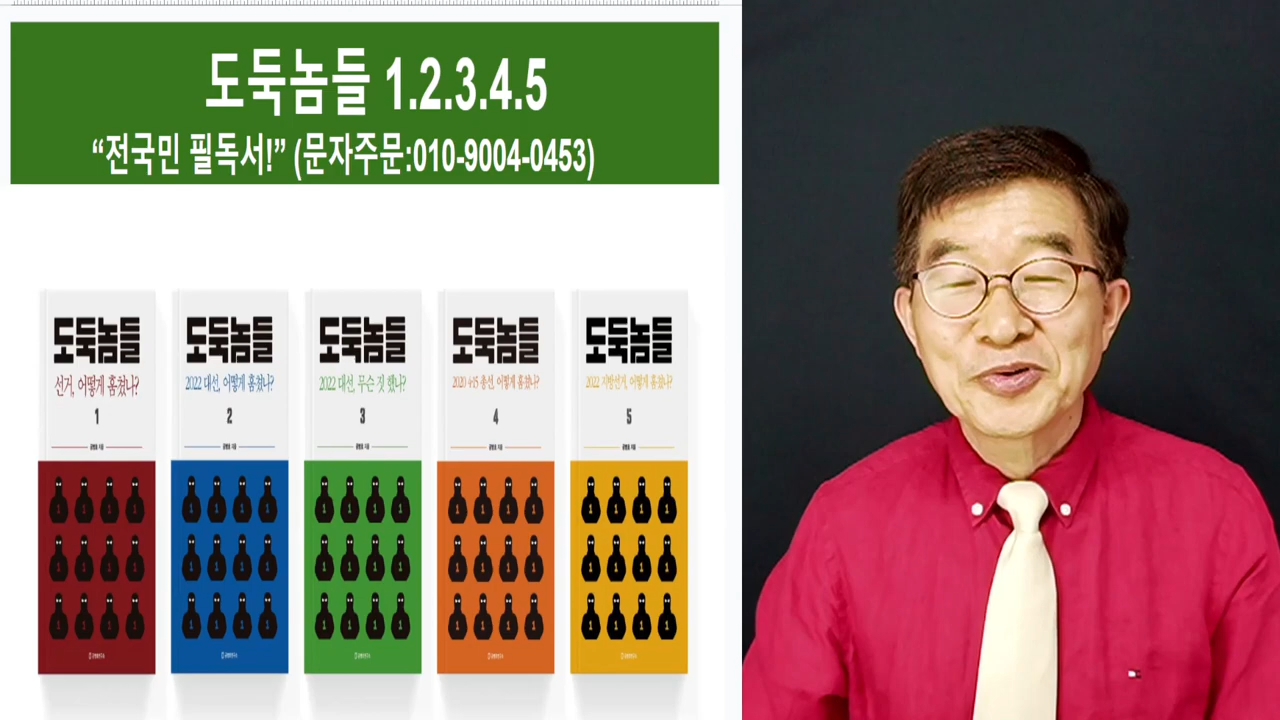 도둑놈들 1.2.3.4.5
“전국민 필독서!” (문자주문:010-9004-0453)
도둑놈들
선거, 어떻게 훔쳤나?
1
도둑놈들
2022 대선, 어떻게 훔쳤나?
2
도둑놈들
2022 대선, 무슨 짓 했나?
3
도둑놈들
2020 4·15 총선, 어떻게 훔쳤나?
4
도둑놈들
2022 지방선거, 어떻게 훔쳤나?
5